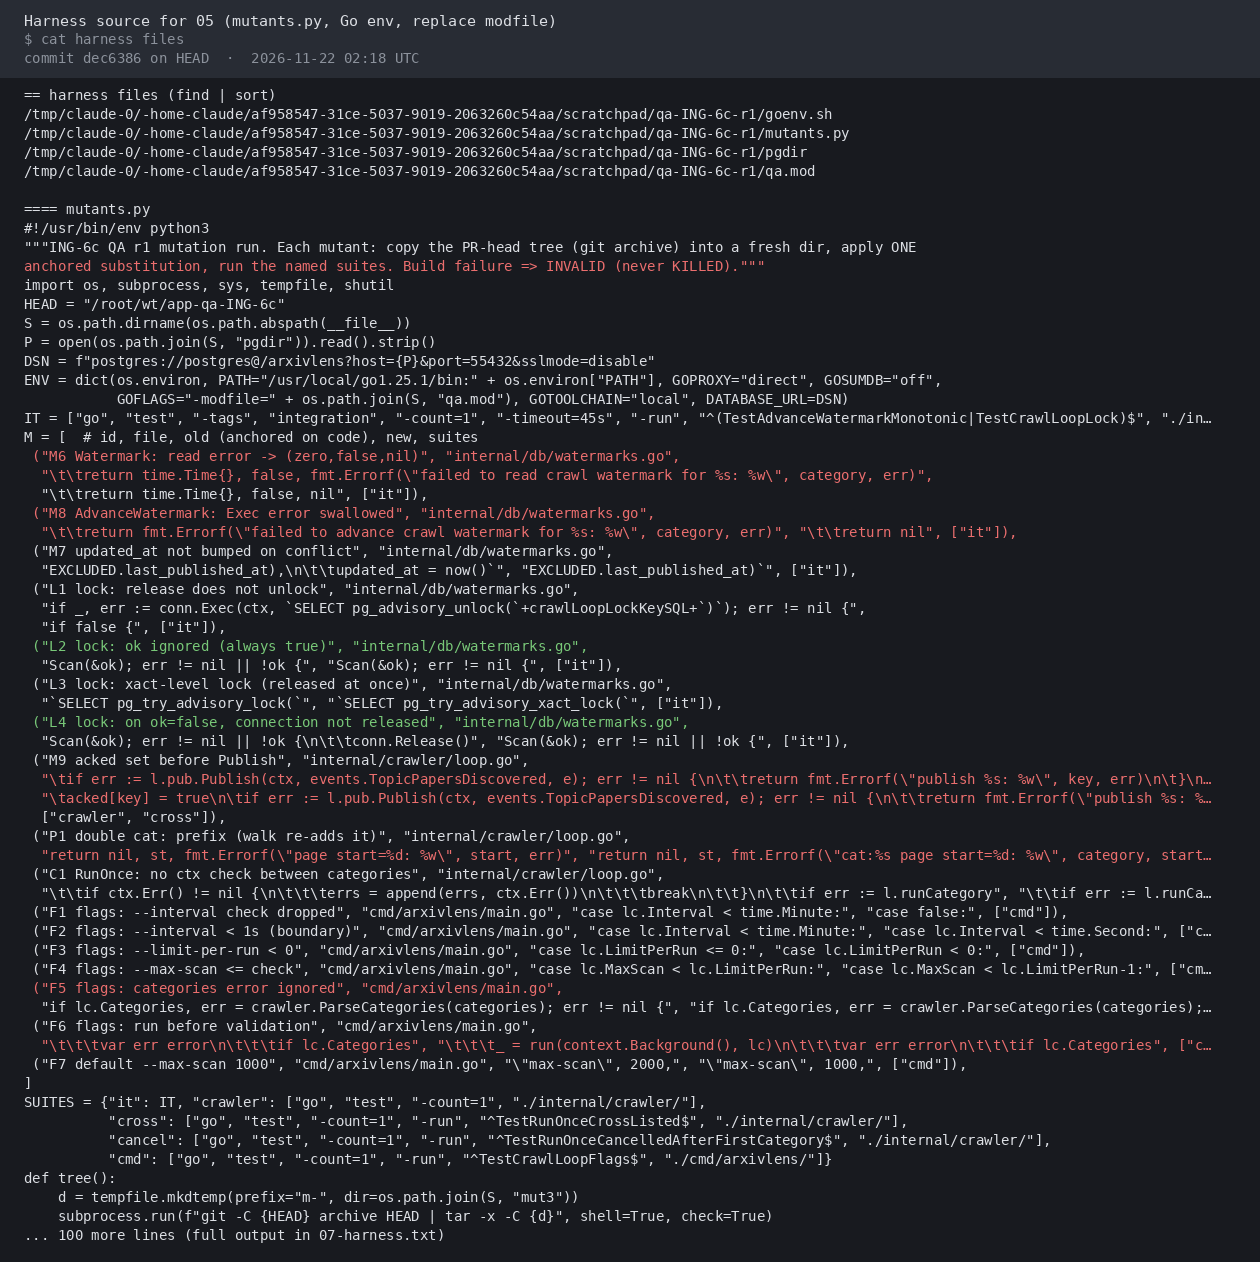 Harness source for 05 (mutants.py, Go env, replace modfile)
$ cat harness files
commit dec6386 on HEAD  ·  2026-11-22 02:18 UTC
== harness files (find | sort)
/tmp/claude-0/-home-claude/af958547-31ce-5037-9019-2063260c54aa/scratchpad/qa-ING-6c-r1/goenv.sh
/tmp/claude-0/-home-claude/af958547-31ce-5037-9019-2063260c54aa/scratchpad/qa-ING-6c-r1/mutants.py
/tmp/claude-0/-home-claude/af958547-31ce-5037-9019-2063260c54aa/scratchpad/qa-ING-6c-r1/pgdir
/tmp/claude-0/-home-claude/af958547-31ce-5037-9019-2063260c54aa/scratchpad/qa-ING-6c-r1/qa.mod
==== mutants.py
#!/usr/bin/env python3
"""ING-6c QA r1 mutation run. Each mutant: copy the PR-head tree (git archive) into a fresh dir, apply ONE
anchored substitution, run the named suites. Build failure => INVALID (never KILLED)."""
import os, subprocess, sys, tempfile, shutil
HEAD = "/root/wt/app-qa-ING-6c"
S = os.path.dirname(os.path.abspath(__file__))
P = open(os.path.join(S, "pgdir")).read().strip()
DSN = f"postgres://postgres@/arxivlens?host={P}&port=55432&sslmode=disable"
ENV = dict(os.environ, PATH="/usr/local/go1.25.1/bin:" + os.environ["PATH"], GOPROXY="direct", GOSUMDB="off",
           GOFLAGS="-modfile=" + os.path.join(S, "qa.mod"), GOTOOLCHAIN="local", DATABASE_URL=DSN)
IT = ["go", "test", "-tags", "integration", "-count=1", "-timeout=45s", "-run", "^(TestAdvanceWatermarkMonotonic|TestCrawlLoopLock)$", "./in…
M = [  # id, file, old (anchored on code), new, suites
 ("M6 Watermark: read error -> (zero,false,nil)", "internal/db/watermarks.go",
  "\t\treturn time.Time{}, false, fmt.Errorf(\"failed to read crawl watermark for %s: %w\", category, err)",
  "\t\treturn time.Time{}, false, nil", ["it"]),
 ("M8 AdvanceWatermark: Exec error swallowed", "internal/db/watermarks.go",
  "\t\treturn fmt.Errorf(\"failed to advance crawl watermark for %s: %w\", category, err)", "\t\treturn nil", ["it"]),
 ("M7 updated_at not bumped on conflict", "internal/db/watermarks.go",
  "EXCLUDED.last_published_at),\n\t\tupdated_at = now()`", "EXCLUDED.last_published_at)`", ["it"]),
 ("L1 lock: release does not unlock", "internal/db/watermarks.go",
  "if _, err := conn.Exec(ctx, `SELECT pg_advisory_unlock(`+crawlLoopLockKeySQL+`)`); err != nil {",
  "if false {", ["it"]),
 ("L2 lock: ok ignored (always true)", "internal/db/watermarks.go",
  "Scan(&ok); err != nil || !ok {", "Scan(&ok); err != nil {", ["it"]),
 ("L3 lock: xact-level lock (released at once)", "internal/db/watermarks.go",
  "`SELECT pg_try_advisory_lock(`", "`SELECT pg_try_advisory_xact_lock(`", ["it"]),
 ("L4 lock: on ok=false, connection not released", "internal/db/watermarks.go",
  "Scan(&ok); err != nil || !ok {\n\t\tconn.Release()", "Scan(&ok); err != nil || !ok {", ["it"]),
 ("M9 acked set before Publish", "internal/crawler/loop.go",
  "\tif err := l.pub.Publish(ctx, events.TopicPapersDiscovered, e); err != nil {\n\t\treturn fmt.Errorf(\"publish %s: %w\", key, err)\n\t}\n…
  "\tacked[key] = true\n\tif err := l.pub.Publish(ctx, events.TopicPapersDiscovered, e); err != nil {\n\t\treturn fmt.Errorf(\"publish %s: %…
  ["crawler", "cross"]),
 ("P1 double cat: prefix (walk re-adds it)", "internal/crawler/loop.go",
  "return nil, st, fmt.Errorf(\"page start=%d: %w\", start, err)", "return nil, st, fmt.Errorf(\"cat:%s page start=%d: %w\", category, start…
 ("C1 RunOnce: no ctx check between categories", "internal/crawler/loop.go",
  "\t\tif ctx.Err() != nil {\n\t\t\terrs = append(errs, ctx.Err())\n\t\t\tbreak\n\t\t}\n\t\tif err := l.runCategory", "\t\tif err := l.runCa…
 ("F1 flags: --interval check dropped", "cmd/arxivlens/main.go", "case lc.Interval < time.Minute:", "case false:", ["cmd"]),
 ("F2 flags: --interval < 1s (boundary)", "cmd/arxivlens/main.go", "case lc.Interval < time.Minute:", "case lc.Interval < time.Second:", ["c…
 ("F3 flags: --limit-per-run < 0", "cmd/arxivlens/main.go", "case lc.LimitPerRun <= 0:", "case lc.LimitPerRun < 0:", ["cmd"]),
 ("F4 flags: --max-scan <= check", "cmd/arxivlens/main.go", "case lc.MaxScan < lc.LimitPerRun:", "case lc.MaxScan < lc.LimitPerRun-1:", ["cm…
 ("F5 flags: categories error ignored", "cmd/arxivlens/main.go",
  "if lc.Categories, err = crawler.ParseCategories(categories); err != nil {", "if lc.Categories, err = crawler.ParseCategories(categories);…
 ("F6 flags: run before validation", "cmd/arxivlens/main.go",
  "\t\t\tvar err error\n\t\t\tif lc.Categories", "\t\t\t_ = run(context.Background(), lc)\n\t\t\tvar err error\n\t\t\tif lc.Categories", ["c…
 ("F7 default --max-scan 1000", "cmd/arxivlens/main.go", "\"max-scan\", 2000,", "\"max-scan\", 1000,", ["cmd"]),
]
SUITES = {"it": IT, "crawler": ["go", "test", "-count=1", "./internal/crawler/"],
          "cross": ["go", "test", "-count=1", "-run", "^TestRunOnceCrossListed$", "./internal/crawler/"],
          "cancel": ["go", "test", "-count=1", "-run", "^TestRunOnceCancelledAfterFirstCategory$", "./internal/crawler/"],
          "cmd": ["go", "test", "-count=1", "-run", "^TestCrawlLoopFlags$", "./cmd/arxivlens/"]}
def tree():
    d = tempfile.mkdtemp(prefix="m-", dir=os.path.join(S, "mut3"))
    subprocess.run(f"git -C {HEAD} archive HEAD | tar -x -C {d}", shell=True, check=True)
... 100 more lines (full output in 07-harness.txt)